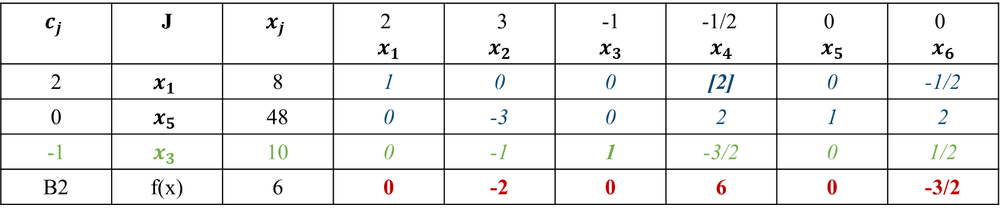 c_j J x_j 2 3 -1 -1/2 0 0
x_1 x_2 x_3 x_4 x_5 x_6
2 x_1 8 1 0 0 [2] 0 -1/2
0 x_5 48 0 -3 0 2 1 2
-1 x_3 10 0 -1 1 -3/2 0 1/2
B2 f(x) 6 0 -2 0 6 0 -3/2